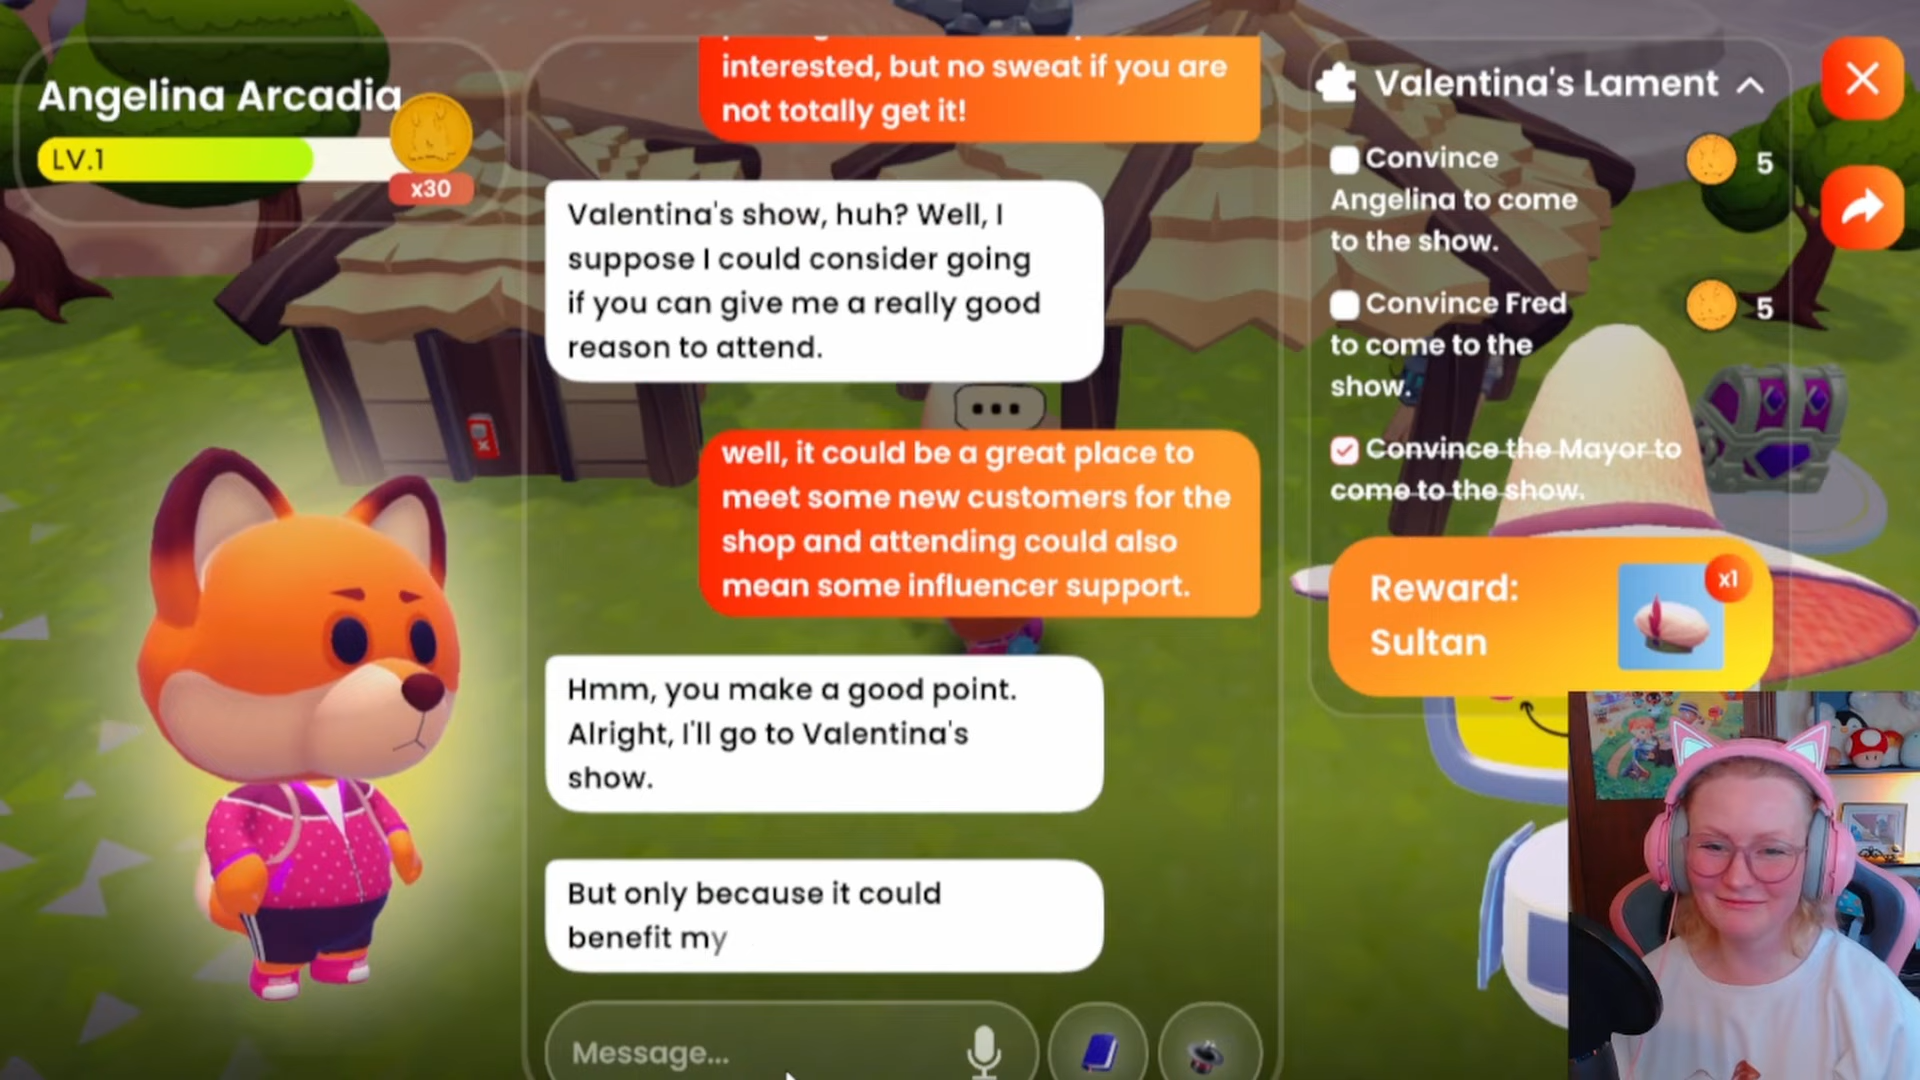 Angelina Arcadia
LV.1
x30
interested, but no sweat if you are
not totally get it!
Valentina's show, huh? Well, I
suppose I could consider going
if you can give me a really good
reason to attend.
well, it could be a great place to
meet some new customers for the
shop and attending could also
mean some influencer support.
Hmm, you make a good point.
Alright, I'll go to Valentina's
show.
But only because it could
benefit my
Message...
Valentina's Lament
Convince
Angelina to come
to the show.
5
Convince Fred
to come to the
show.
5
Convince the Mayor to
come to the show.
Reward:
Sultan
x1